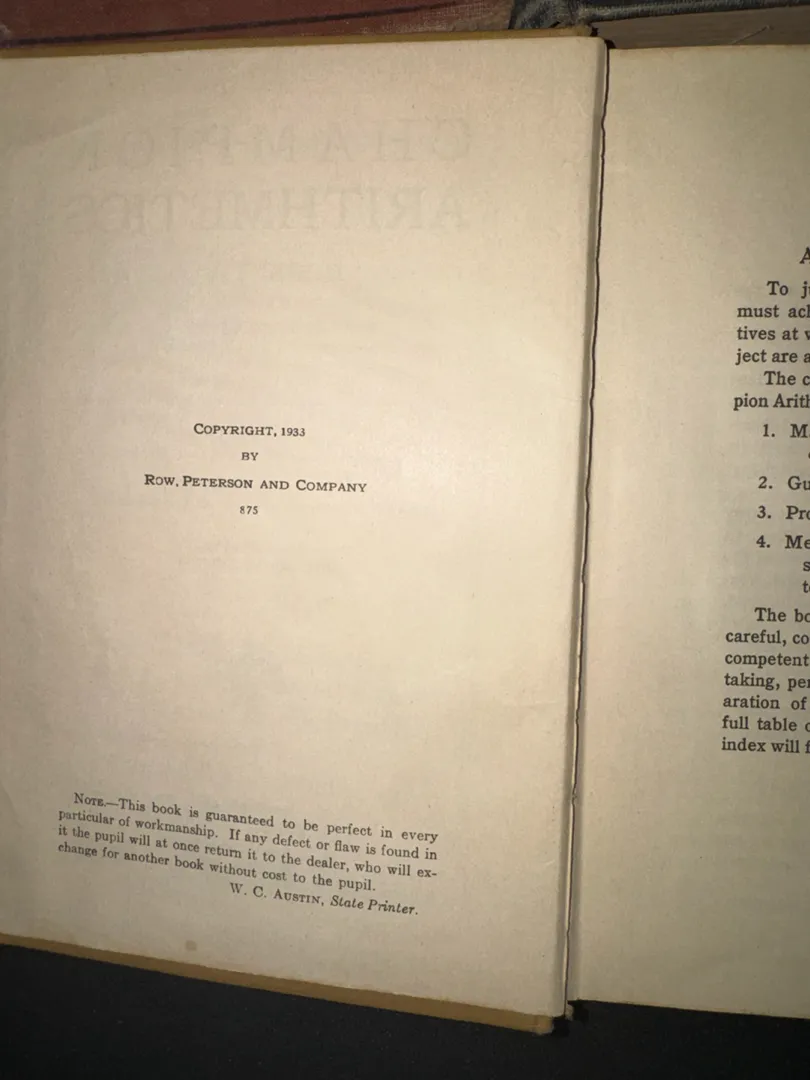 COPYRIGHT, 1933
BY
ROW, PETERSON AND COMPANY
875
NOTE.—This book is guaranteed to be perfect in every
particular of workmanship. If any defect or flaw is found in
it the pupil will at once return it to the dealer, who will ex-
change for another book without cost to the pupil.
W. C. AUSTIN, State Printer.
To
must
tives at
ject are a
The c
pion Arith
1. M
2. Gu
3. Pro
4. Me
s
t
The bo
careful, co
competent
taking, per
aration of
full table
index will f